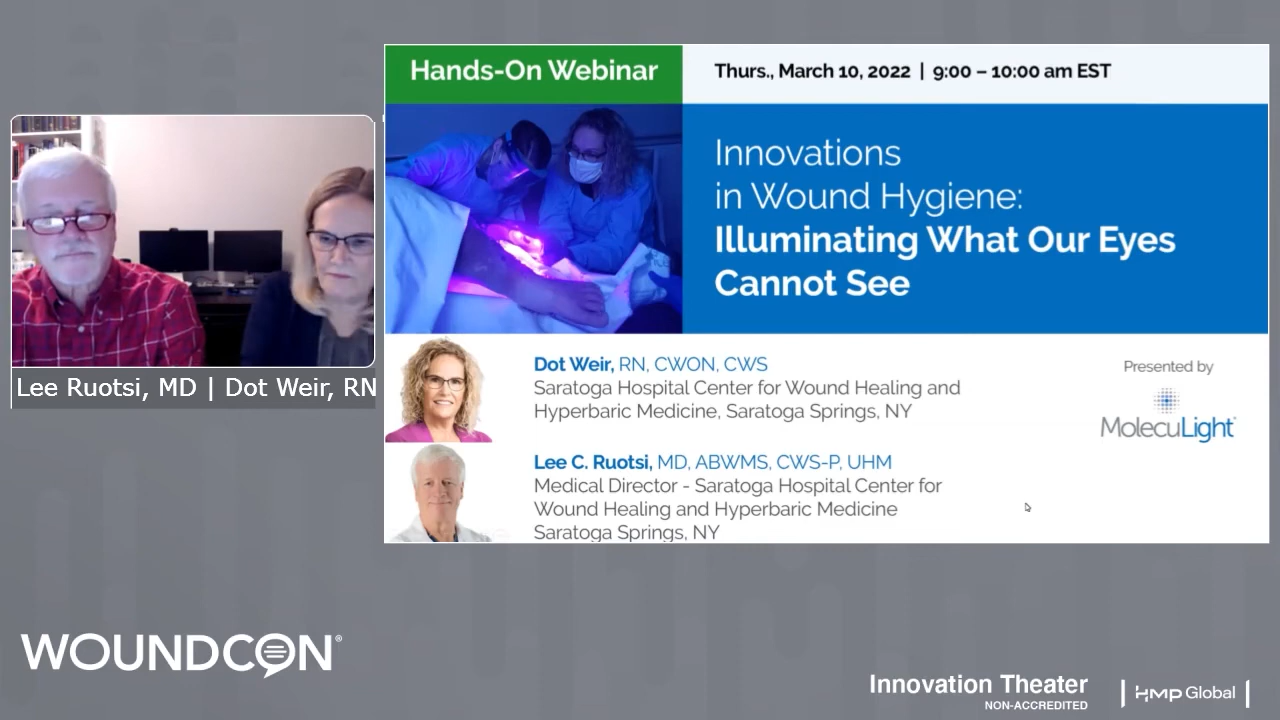 Hands-On Webinar
Thurs., March 10, 2022 | 9:00 – 10:00 am EST
Innovations
in Wound Hygiene:
Illuminating What Our Eyes
Cannot See
Lee Ruotsi, MD | Dot Weir, RN
Dot Weir, RN, CWON, CWS
Saratoga Hospital Center for Wound Healing and
Hyperbaric Medicine, Saratoga Springs, NY
Presented by
MolecuLight
Lee C. Ruotsi, MD, ABWMS, CWS-P, UHM
Medical Director - Saratoga Hospital Center for
Wound Healing and Hyperbaric Medicine
Saratoga Springs, NY
WOUNDCON®
Innovation Theater
NON-ACCREDITED
HMP Global